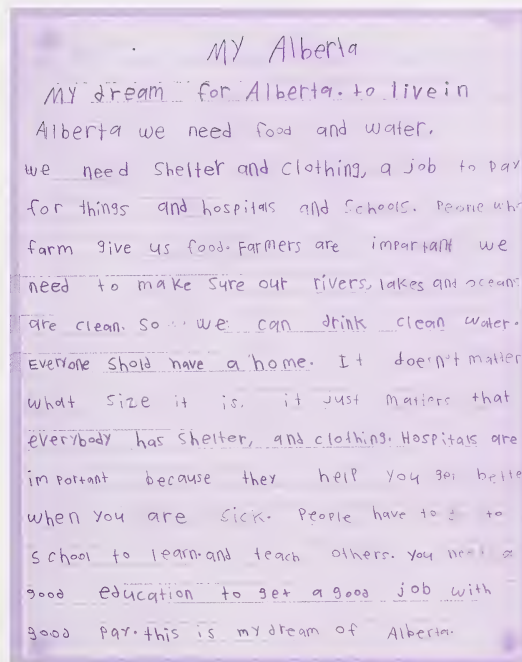 MY Alberta
MY dream for Alberta. to live in
Alberta we need food and water.
we need Shelter and clothing, a job to pay
for things and hospitals and Schools. People who
farm give us food. Farmers are important we
need to make sure our rivers, lakes and oceans
are clean. So we can drink clean water.
Everyone shold have a home. It doesn't matter
what size it is. it just matters that
everybody has shelter, and clothing. Hospitals are
important because they help you get better
when you are sick. People have to to
school to learn. and teach others. you need a
good education to get a good job with
good pay. this is my dream of Alberta.